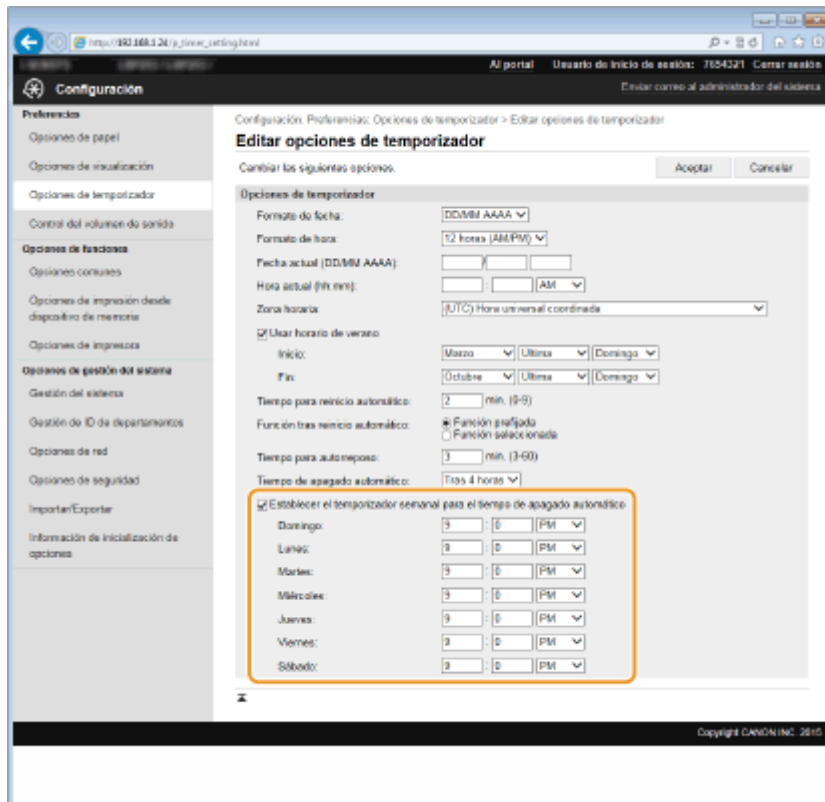 http://192.168.1.24/p_timer_setting.html
Al portal Usuario de inicio de sesión: 7654321 Cerrar sesión
Configuración Enviar correo al administrador del sistema
Preferencias
Opciones de papel
Opciones de visualización
Opciones de temporizador
Control del volumen de sonido
Opciones de funciones
Opciones comunes
Opciones de impresión desde
dispositivo de memoria
Opciones de impresora
Opciones de gestión del sistema
Gestión del sistema
Gestión de ID de departamentos
Opciones de red
Opciones de seguridad
Importar/Exportar
Información de inicialización de
opciones
Configuración: Preferencias: Opciones de temporizador > Editar opciones de temporizador
Editar opciones de temporizador
Cambiar las siguientes opciones. Aceptar Cancelar
Opciones de temporizador
Formato de fecha: DD/MM AAAA
Formato de hora: 12 horas (AM/PM)
Fecha actual (DD/MM AAAA): /
Hora actual (hh:mm): : AM
Zona horaria: (UTC) Hora universal coordinada
Usar horario de verano
Inicio: Marzo Última Domingo
Fin: Octubre Última Domingo
Tiempo para reinicio automático: 2 min. (0-9)
Función tras reinicio automático: Función prefijada
Función seleccionada
Tiempo para autorreposo: 3 min. (3-60)
Tiempo de apagado automático: Tras 4 horas
Establecer el temporizador semanal para el tiempo de apagado automático
Domingo: 9 : 0 PM
Lunes: 9 : 0 PM
Martes: 9 : 0 PM
Miércoles: 9 : 0 PM
Jueves: 9 : 0 PM
Viernes: 9 : 0 PM
Sábado: 9 : 0 PM
Copyright CANON INC. 2015